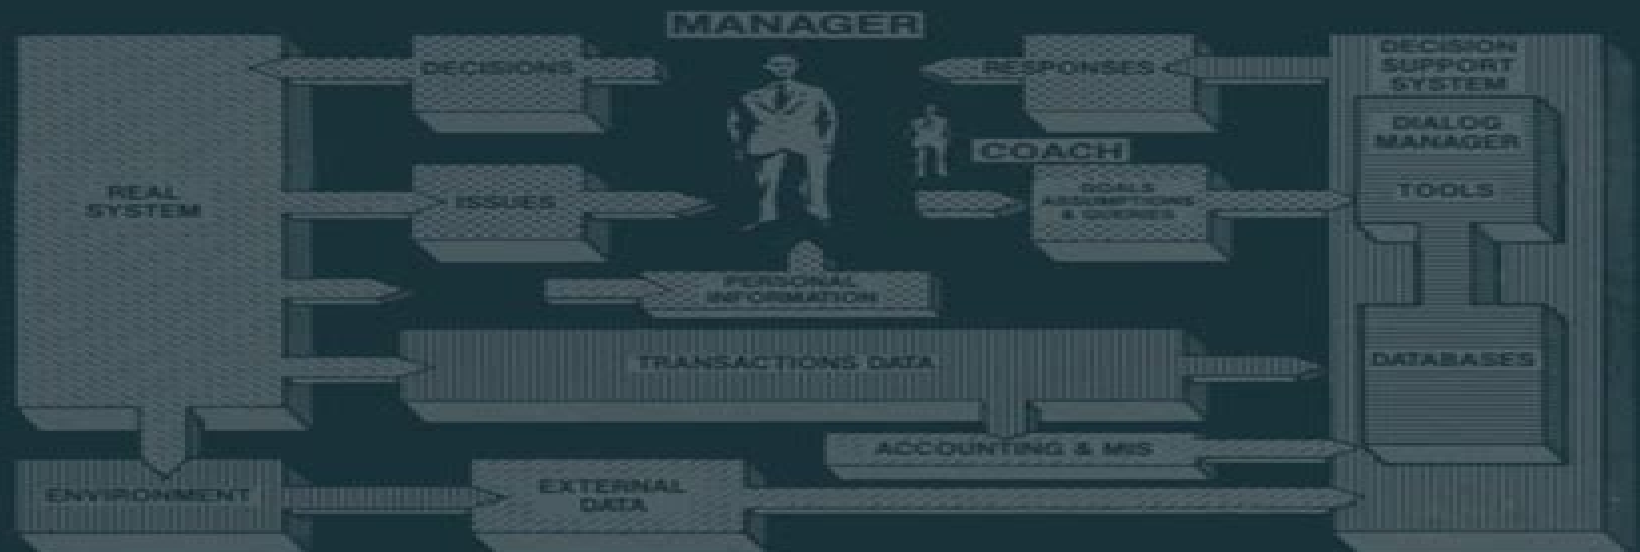 MANAGER
DECISIONS
RESPONSES
DECISION
SUPPORT
SYSTEM
DIALOG
MANAGER
COACH
REAL
SYSTEM
ISSUES
GOALS
ASSUMPTIONS
& QUERIES
TOOLS
PERSONAL
INFORMATION
TRANSACTIONS DATA
DATABASES
ACCOUNTING & MIS
ENVIRONMENT
EXTERNAL
DATA